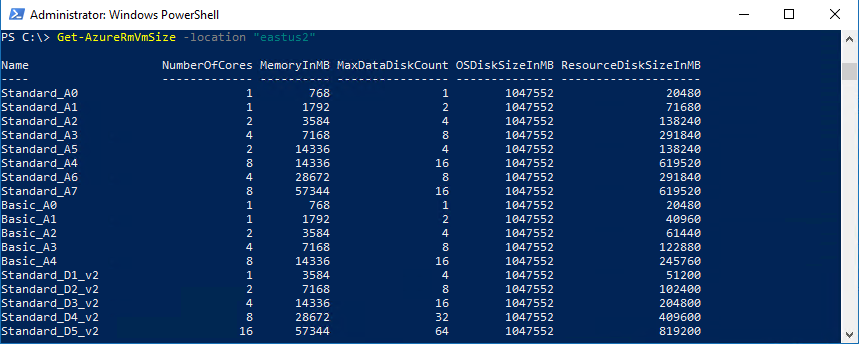 Administrator: Windows PowerShell
PS C:\> Get-AzureRmVmSize -location "eastus2"
Name NumberOfCores MemoryInMB MaxDataDiskCount OSDiskSizeInMB ResourceDiskSizeInMB
---- ------------- ---------- ---------------- -------------- --------------------
Standard_A0 1 768 1 1047552 20480
Standard_A1 1 1792 2 1047552 71680
Standard_A2 2 3584 4 1047552 138240
Standard_A3 4 7168 8 1047552 291840
Standard_A5 2 14336 4 1047552 138240
Standard_A4 8 14336 16 1047552 619520
Standard_A6 4 28672 8 1047552 291840
Standard_A7 8 57344 16 1047552 619520
Basic_A0 1 768 1 1047552 20480
Basic_A1 1 1792 2 1047552 40960
Basic_A2 2 3584 4 1047552 61440
Basic_A3 4 7168 8 1047552 122880
Basic_A4 8 14336 16 1047552 245760
Standard_D1_v2 1 3584 4 1047552 51200
Standard_D2_v2 2 7168 8 1047552 102400
Standard_D3_v2 4 14336 16 1047552 204800
Standard_D4_v2 8 28672 32 1047552 409600
Standard_D5_v2 16 57344 64 1047552 819200